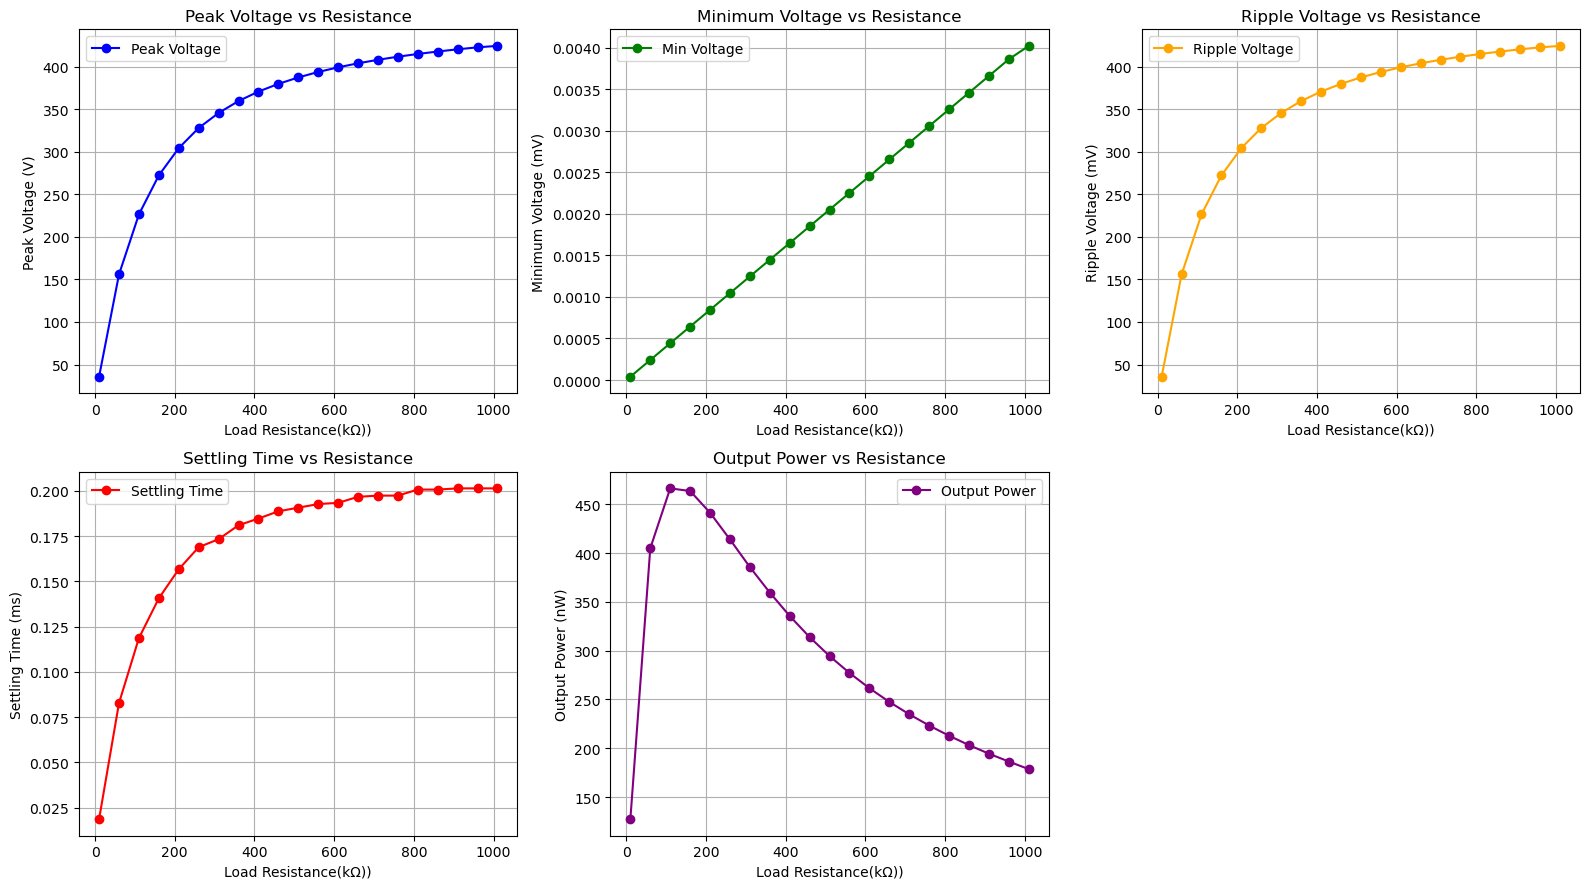 Peak Voltage vs Resistance
Peak Voltage
Peak Voltage (V)
400
350
300
250
200
150
100
50
0 200 400 600 800 1000
Load Resistance(kΩ))
Minimum Voltage vs Resistance
Min Voltage
Minimum Voltage (mV)
0.0040
0.0035
0.0030
0.0025
0.0020
0.0015
0.0010
0.0005
0.0000
0 200 400 600 800 1000
Load Resistance(kΩ))
Ripple Voltage vs Resistance
Ripple Voltage
Ripple Voltage (mV)
400
350
300
250
200
150
100
50
0 200 400 600 800 1000
Load Resistance(kΩ))
Settling Time vs Resistance
Settling Time
Settling Time (ms)
0.200
0.175
0.150
0.125
0.100
0.075
0.050
0.025
0 200 400 600 800 1000
Load Resistance(kΩ))
Output Power vs Resistance
Output Power
Output Power (nW)
450
400
350
300
250
200
150
0 200 400 600 800 1000
Load Resistance(kΩ))